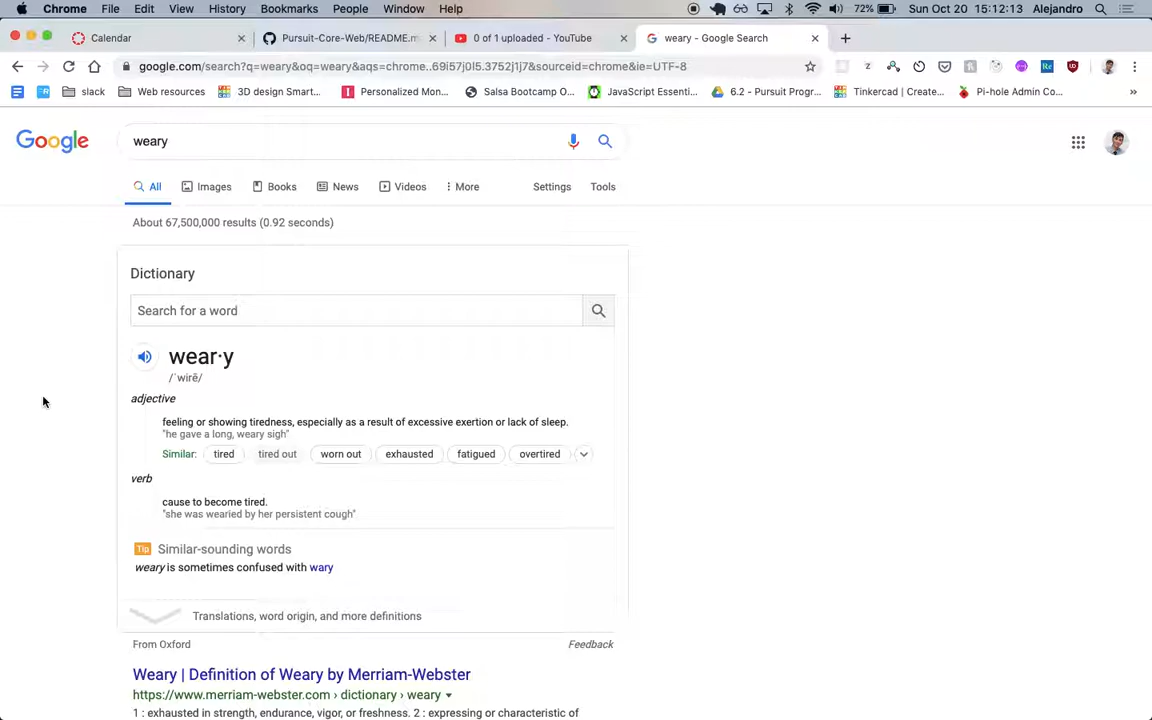 Chrome File Edit View History Bookmarks People Window Help 72% Sun Oct 20 15:12:13 Alejandro
Calendar Pursuit-Core-Web/README.m 0 of 1 uploaded - YouTube weary - Google Search
google.com/search?q=weary&oq=weary&aqs=chrome..69i57j0l5.3752j1j7&sourceid=chrome&ie=UTF-8
slack Web resources 3D design Smart... Personalized Mon... Salsa Bootcamp O... JavaScript Essenti... 6.2 - Pursuit Progr... Tinkercad | Create... Pi-hole Admin Co... »
Google weary
All Images Books News Videos More Settings Tools
About 67,500,000 results (0.92 seconds)
Dictionary
Search for a word
wear·y
/ˈwirē/
adjective
feeling or showing tiredness, especially as a result of excessive exertion or lack of sleep.
"he gave a long, weary sigh"
Similar: tired tired out worn out exhausted fatigued overtired
verb
cause to become tired.
"she was wearied by her persistent cough"
Tip Similar-sounding words
weary is sometimes confused with wary
Translations, word origin, and more definitions
From Oxford Feedback
Weary | Definition of Weary by Merriam-Webster
https://www.merriam-webster.com › dictionary › weary
1 : exhausted in strength, endurance, vigor, or freshness. 2 : expressing or characteristic of